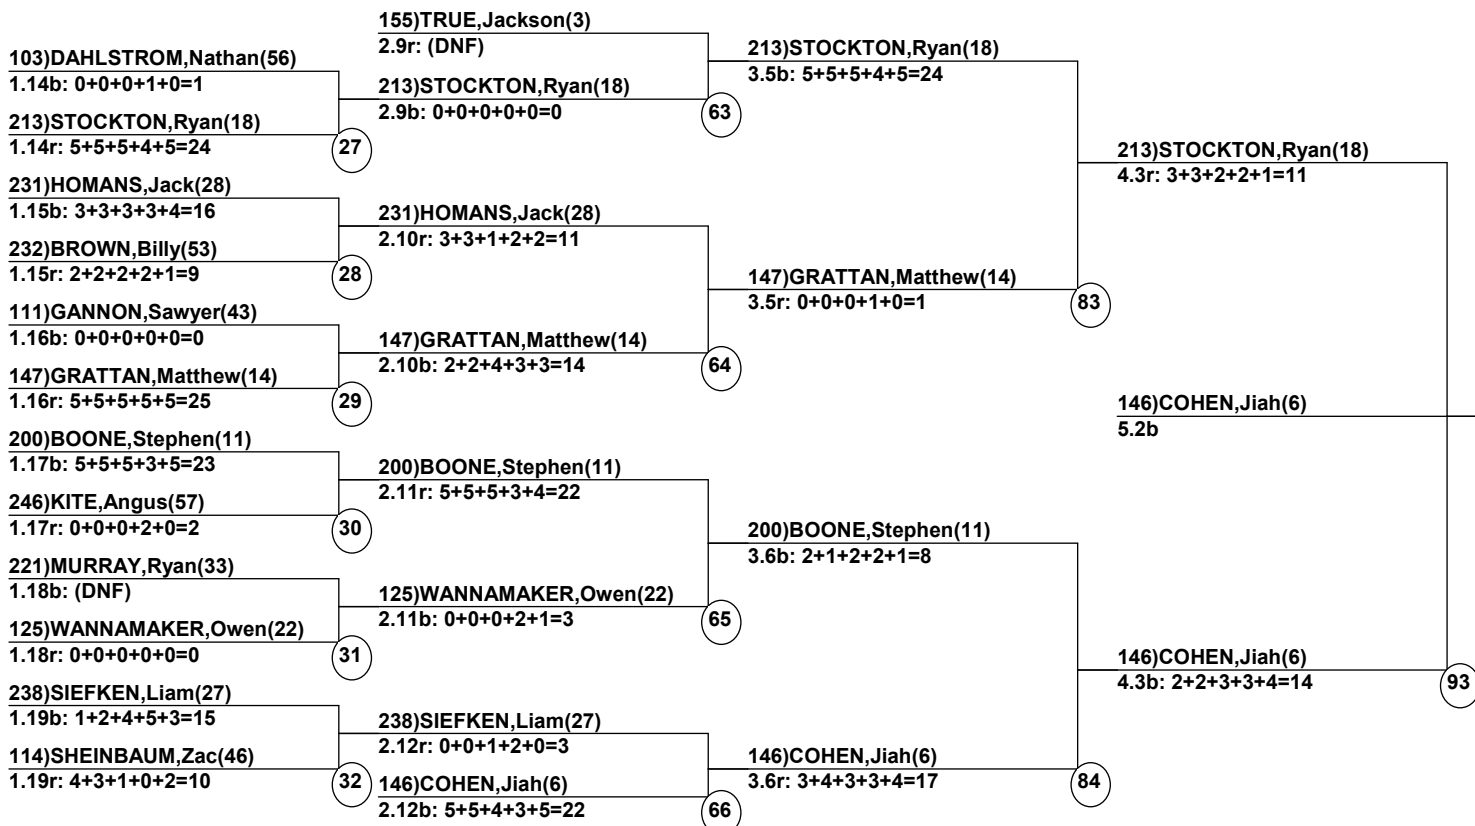 155)TRUE,Jackson(3)
2.9r: (DNF)
213)STOCKTON,Ryan(18)
3.5b: 5+5+5+4+5=24
103)DAHLSTROM,Nathan(56)
1.14b: 0+0+0+1+0=1
213)STOCKTON,Ryan(18)
2.9b: 0+0+0+0+0=0
63
213)STOCKTON,Ryan(18)
1.14r: 5+5+5+4+5=24
27
213)STOCKTON,Ryan(18)
4.3r: 3+3+2+2+1=11
231)HOMANS,Jack(28)
1.15b: 3+3+3+3+4=16
231)HOMANS,Jack(28)
2.10r: 3+3+1+2+2=11
232)BROWN,Billy(53)
1.15r: 2+2+2+2+1=9
28
147)GRATTAN,Matthew(14)
3.5r: 0+0+0+1+0=1
83
111)GANNON,Sawyer(43)
1.16b: 0+0+0+0+0=0
147)GRATTAN,Matthew(14)
2.10b: 2+2+4+3+3=14
64
147)GRATTAN,Matthew(14)
1.16r: 5+5+5+5+5=25
29
146)COHEN,Jiah(6)
5.2b
200)BOONE,Stephen(11)
1.17b: 5+5+5+3+5=23
200)BOONE,Stephen(11)
2.11r: 5+5+5+3+4=22
246)KITE,Angus(57)
1.17r: 0+0+0+2+0=2
30
200)BOONE,Stephen(11)
3.6b: 2+1+2+2+1=8
221)MURRAY,Ryan(33)
1.18b: (DNF)
125)WANNAMAKER,Owen(22)
2.11b: 0+0+0+2+1=3
65
125)WANNAMAKER,Owen(22)
1.18r: 0+0+0+0+0=0
31
146)COHEN,Jiah(6)
4.3b: 2+2+3+3+4=14
93
238)SIEFKEN,Liam(27)
1.19b: 1+2+4+5+3=15
238)SIEFKEN,Liam(27)
2.12r: 0+0+1+2+0=3
114)SHEINBAUM,Zac(46)
1.19r: 4+3+1+0+2=10
32
146)COHEN,Jiah(6)
3.6r: 3+4+3+3+4=17
84
146)COHEN,Jiah(6)
2.12b: 5+5+4+3+5=22
66